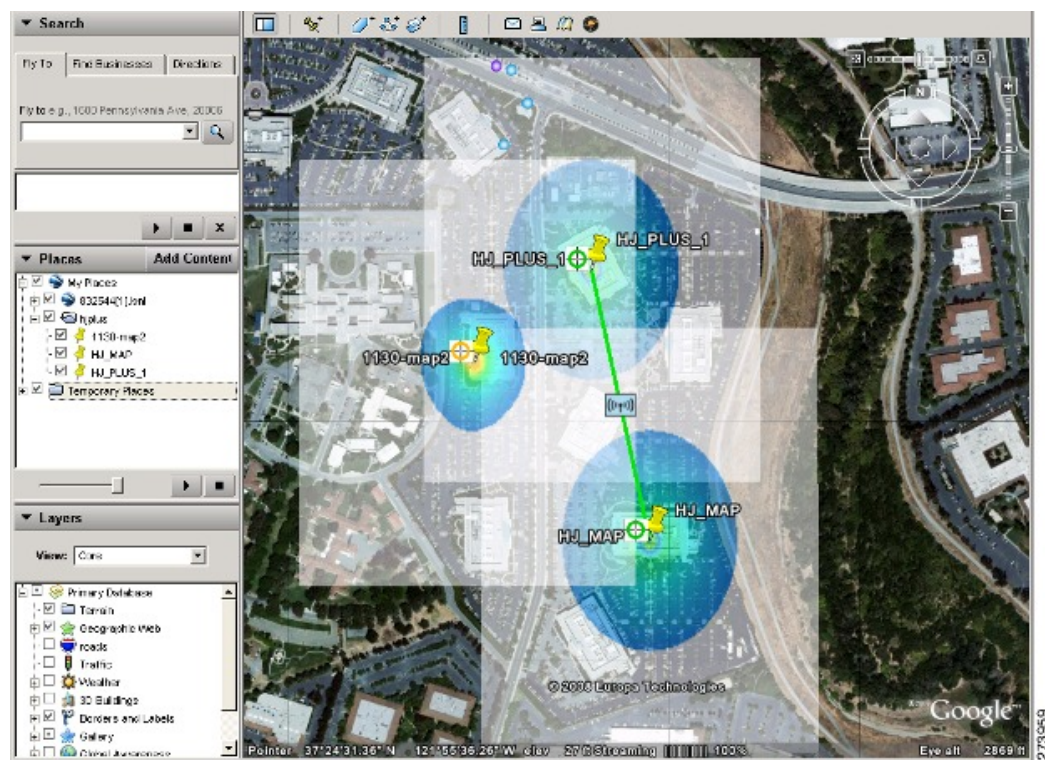 Search
Fly To
Find Businesses
Directions
Fly to e.g., 1600 Pennsylvania Ave, 20006
Places
Add Content
My Places
hjplus
1130-map2
HJ_MAP
HJ_PLUS_1
Temporary Places
Layers
View:
Core
Primary Database
Terrain
Geographic Web
roads
Traffic
Weather
3D Buildings
Borders and Labels
Gallery
Global Awareness
N
HJ_PLUS_1
HJ_PLUS_1
1130-map2
1130-map2
HJ_MAP
HJ_MAP
© 2008 Europa Technologies
Google
Pointer 37°24'31.36" N 121°55'36.26" W elev 27 ft Streaming 100% Eye alt 2869 ft
273959